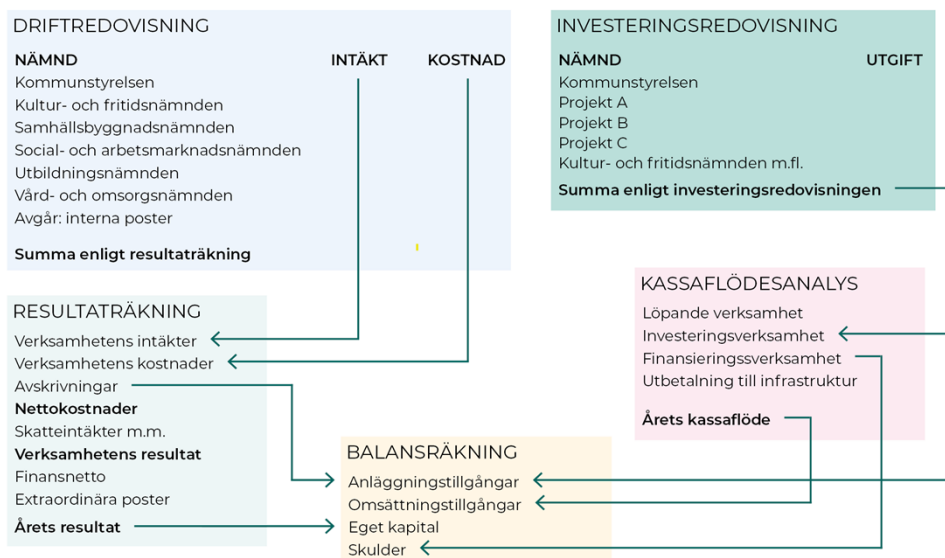 DRIFTREDOVISNING
NÄMND INTÄKT KOSTNAD
Kommunstyrelsen
Kultur- och fritidsnämnden
Samhällsbyggnadsnämnden
Social- och arbetsmarknadsnämnden
Utbildningsnämnden
Vård- och omsorgsnämnden
Avgår: interna poster
Summa enligt resultaträkning
INVESTERINGSREDOVISNING
NÄMND UTGIFT
Kommunstyrelsen
Projekt A
Projekt B
Projekt C
Kultur- och fritidsnämnden m.fl.
Summa enligt investeringsredovisningen
RESULTATRÄKNING
Verksamhetens intäkter
Verksamhetens kostnader
Avskrivningar
Nettokostnader
Skatteintäkter m.m.
Verksamhetens resultat
Finansnetto
Extraordinära poster
Årets resultat
KASSAFLÖDESANALYS
Löpande verksamhet
Investeringsverksamhet
Finansieringssverksamhet
Utbetalning till infrastruktur
Årets kassaflöde
BALANSRÄKNING
Anläggningstillgångar
Omsättningstillgångar
Eget kapital
Skulder